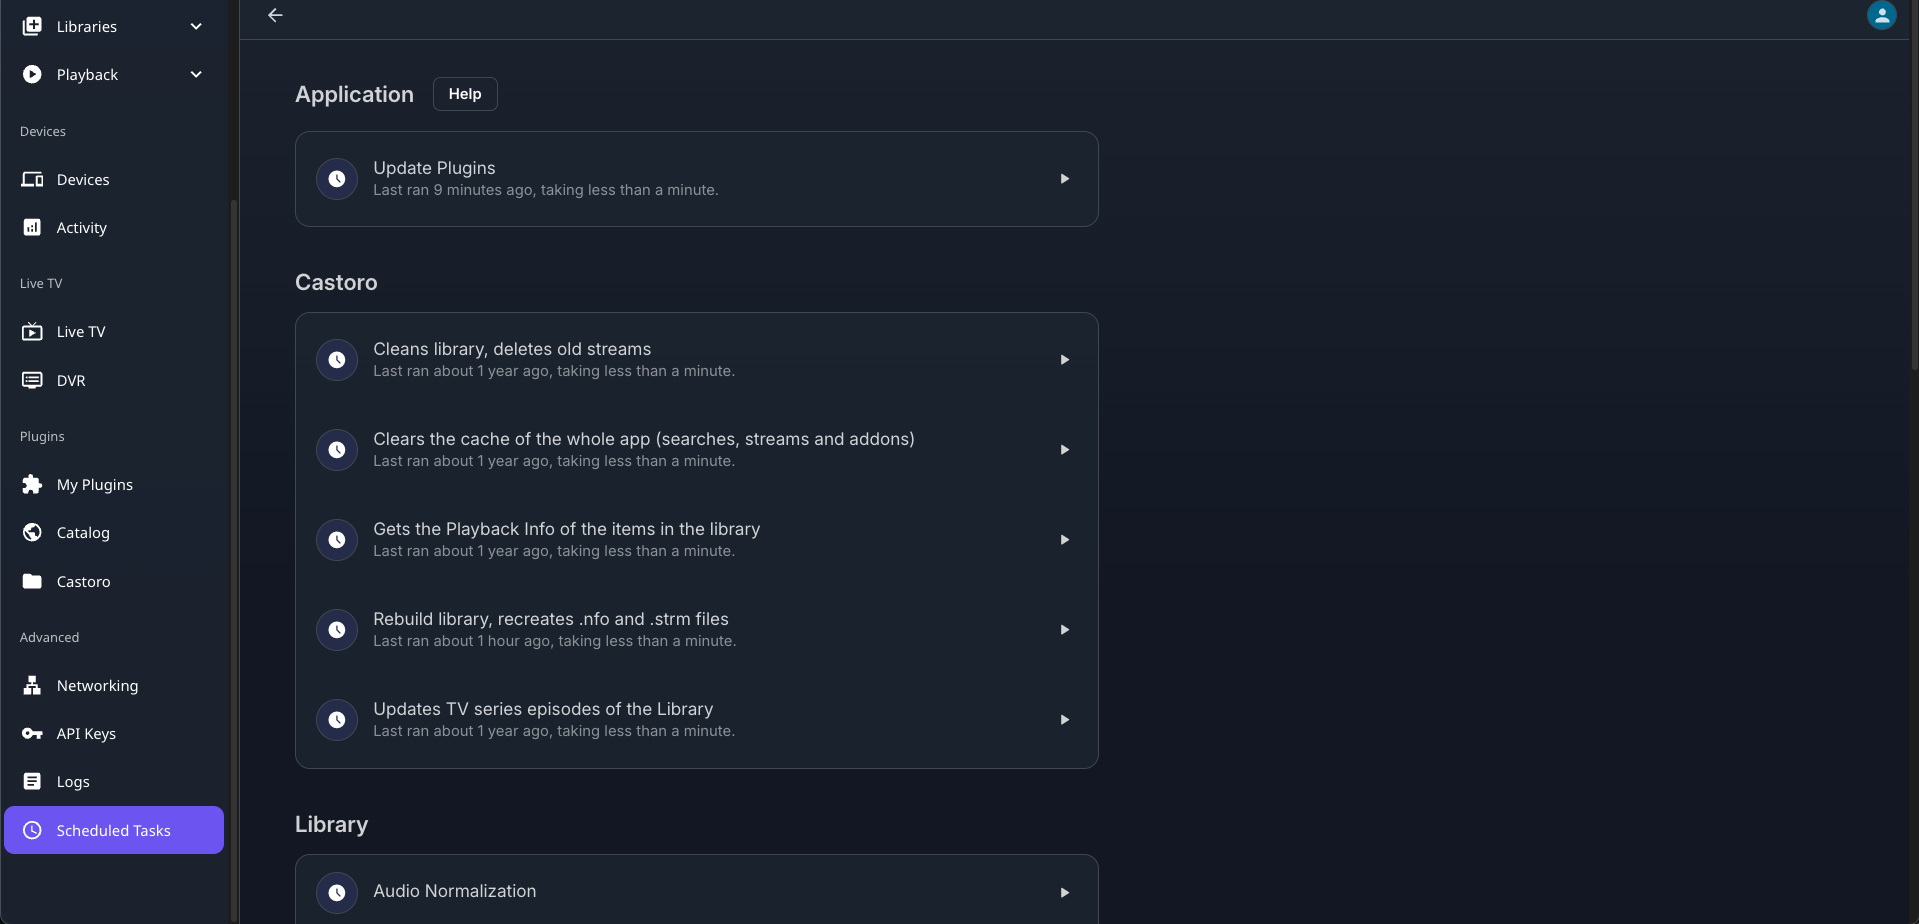 Libraries
Playback
Devices
Devices
Activity
Live TV
Live TV
DVR
Plugins
My Plugins
Catalog
Castoro
Advanced
Networking
API Keys
Logs
Scheduled Tasks
Application
Help
Update Plugins
Last ran 9 minutes ago, taking less than a minute.
Castoro
Cleans library, deletes old streams
Last ran about 1 year ago, taking less than a minute.
Clears the cache of the whole app (searches, streams and addons)
Last ran about 1 year ago, taking less than a minute.
Gets the Playback Info of the items in the library
Last ran about 1 year ago, taking less than a minute.
Rebuild library, recreates .nfo and .strm files
Last ran about 1 hour ago, taking less than a minute.
Updates TV series episodes of the Library
Last ran about 1 year ago, taking less than a minute.
Library
Audio Normalization